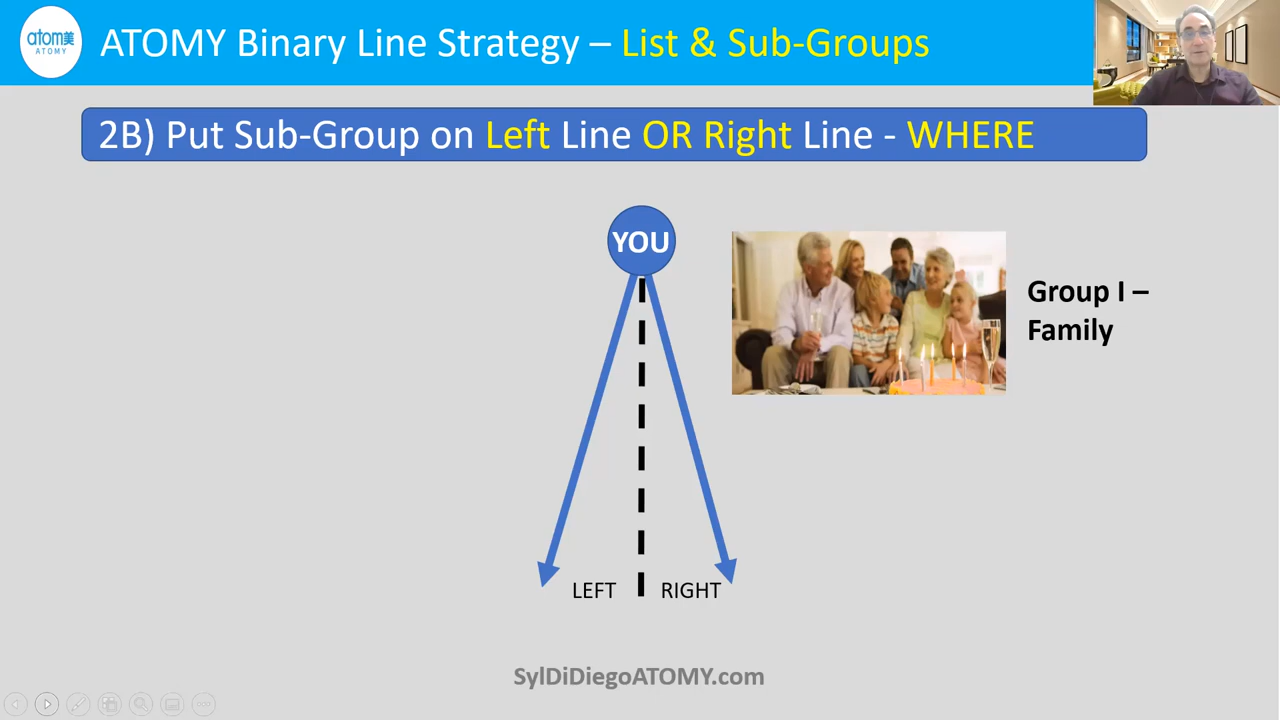 atom美
ATOMY
ATOMY Binary Line Strategy – List & Sub-Groups
2B) Put Sub-Group on Left Line OR Right Line - WHERE
YOU
Group I –
Family
LEFT
RIGHT
SylDiDiegoATOMY.com